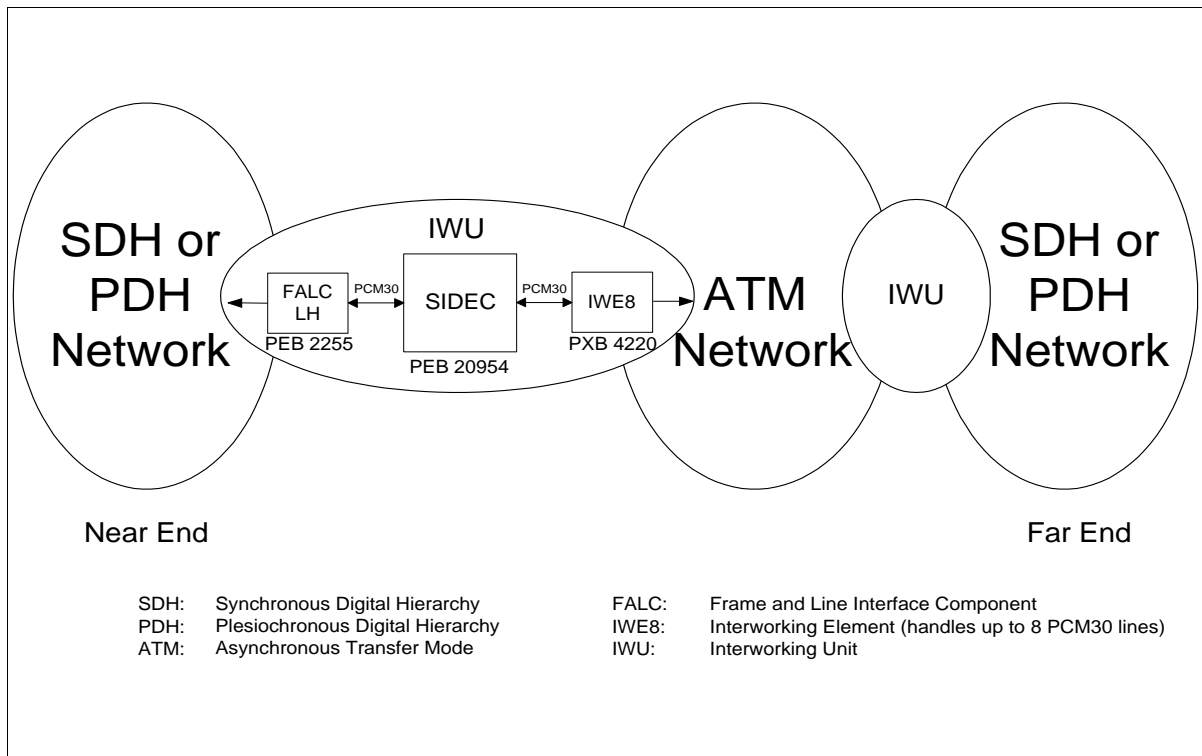 SDH or
PDH
Network
IWU
FALC
LH
PCM30
SIDEC
PCM30
IWE8
PEB 2255
PEB 20954
PXB 4220
ATM
Network
IWU
SDH or
PDH
Network
Near End
Far End
SDH: Synchronous Digital Hierarchy
PDH: Plesiochronous Digital Hierarchy
ATM: Asynchronous Transfer Mode
FALC: Frame and Line Interface Component
IWE8: Interworking Element (handles up to 8 PCM30 lines)
IWU: Interworking Unit